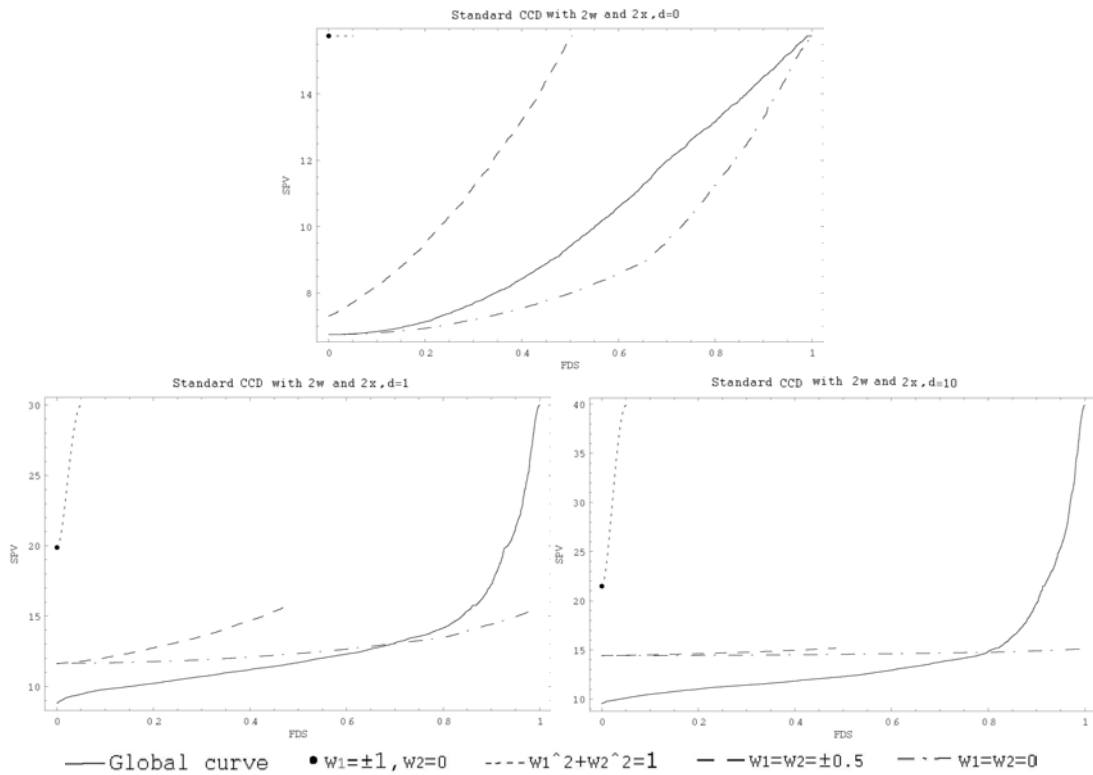 Standard CCD with 2w and 2x,d=0
14
12
10
8
SPV
0 0.2 0.4 0.6 0.8 1
FDS
Standard CCD with 2w and 2x,d=1
30
25
20
15
10
SPV
0 0.2 0.4 0.6 0.8 1
FDS
Standard CCD with 2w and 2x,d=10
40
35
30
25
20
15
10
SPV
0 0.2 0.4 0.6 0.8 1
FDS
Global curve W1=±1,W2=0 W1^2+W2^2=1 W1=W2=±0.5 W1=W2=0